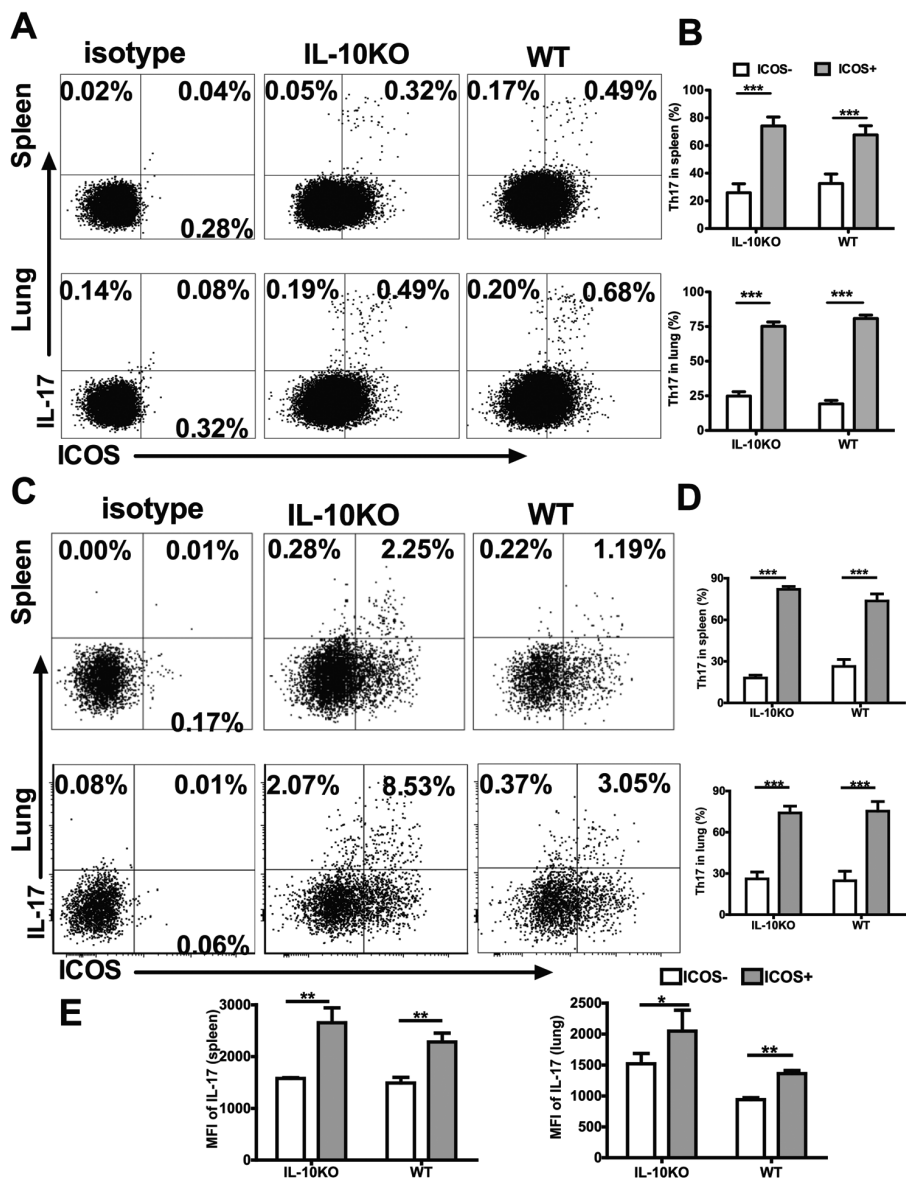 A
isotype
IL-10KO
WT
Spleen
0.02%
0.04%
0.05%
0.32%
0.17%
0.49%
0.28%
Lung
0.14%
0.08%
0.19%
0.49%
0.20%
0.68%
0.32%
IL-17
ICOS
B
ICOS-
ICOS+
Th17 in spleen (%)
100
80
60
40
20
0
***
***
IL-10KO
WT
Th17 in lung (%)
100
75
50
25
0
***
***
IL-10KO
WT
C
isotype
IL-10KO
WT
Spleen
0.00%
0.01%
0.28%
2.25%
0.22%
1.19%
0.17%
Lung
0.08%
0.01%
2.07%
8.53%
0.37%
3.05%
0.06%
IL-17
ICOS
D
Th17 in spleen (%)
90
60
30
0
***
***
IL-10KO
WT
Th17 in lung (%)
90
60
30
0
***
***
IL-10KO
WT
ICOS-
ICOS+
E
MFI of IL-17 (spleen)
3000
2000
1000
0
**
**
IL-10KO
WT
MFI of IL-17 (lung)
2500
2000
1500
1000
500
0
*
**
IL-10KO
WT